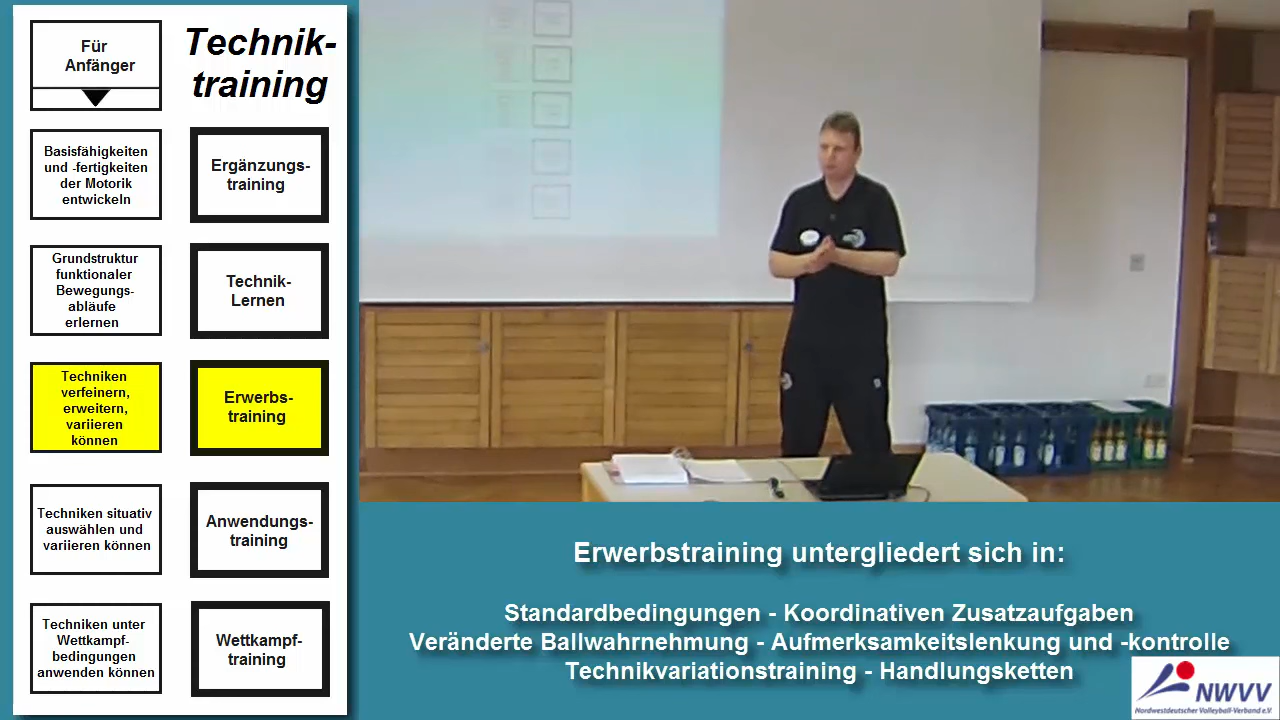 Für
Anfänger
Technik-
training
Basisfähigkeiten
und -fertigkeiten
der Motorik
entwickeln
Ergänzungs-
training
Grundstruktur
funktionaler
Bewegungs-
abläufe
erlernen
Technik-
Lernen
Techniken
verfeinern,
erweitern,
variieren
können
Erwerbs-
training
Techniken situativ
auswählen und
variieren können
Anwendungs-
training
Techniken unter
Wettkampf-
bedingungen
anwenden können
Wettkampf-
training
Erwerbstraining untergliedert sich in:
Standardbedingungen - Koordinativen Zusatzaufgaben
Veränderte Ballwahrnehmung - Aufmerksamkeitslenkung und -kontrolle
Technikvariationstraining - Handlungsketten
NWVV
Nordwestdeutscher Volleyball-Verband e.V.